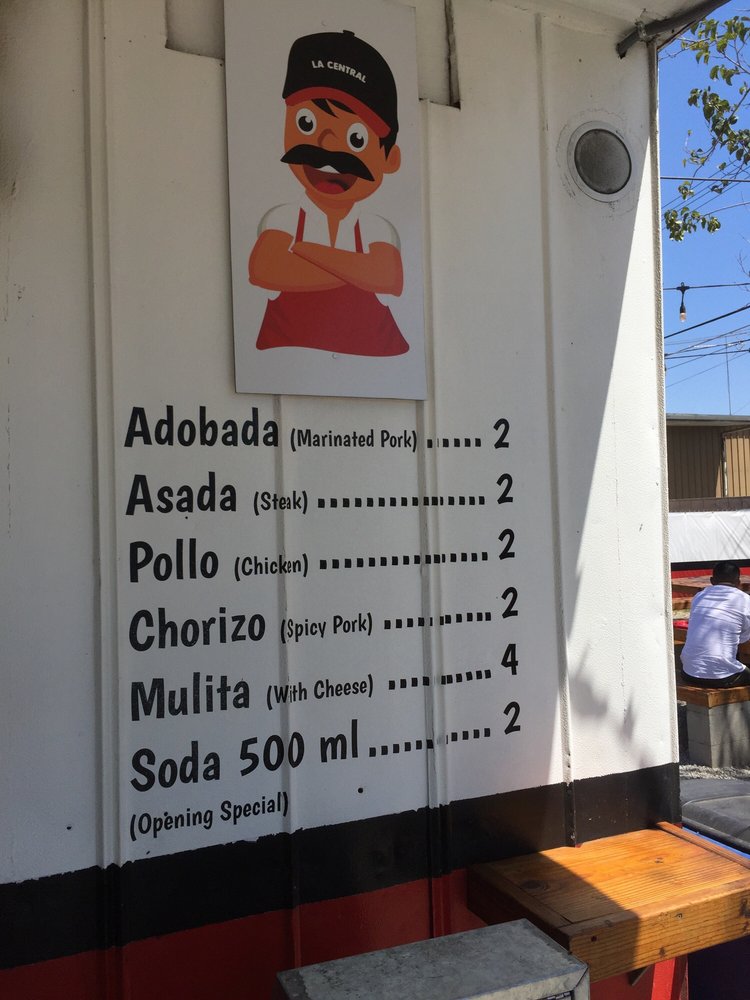 LA CENTRAL
Adobada (Marinated Pork) ...... 2
Asada (Steak) ................. 2
Pollo (Chicken) ................. 2
Chorizo (Spicy Pork) .......... 2
Mulita (With Cheese) .......... 4
Soda 500 ml ............ 2
(Opening Special)